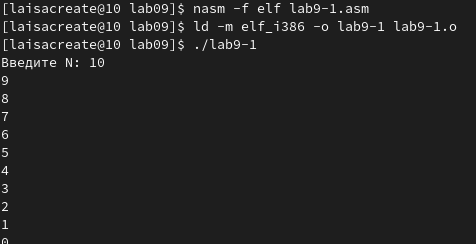 [laisacreate@10 lab09]$ nasm -f elf lab9-1.asm
[laisacreate@10 lab09]$ ld -m elf_i386 -o lab9-1 lab9-1.o
[laisacreate@10 lab09]$ ./lab9-1
Введите N: 10
9
8
7
6
5
4
3
2
1
0